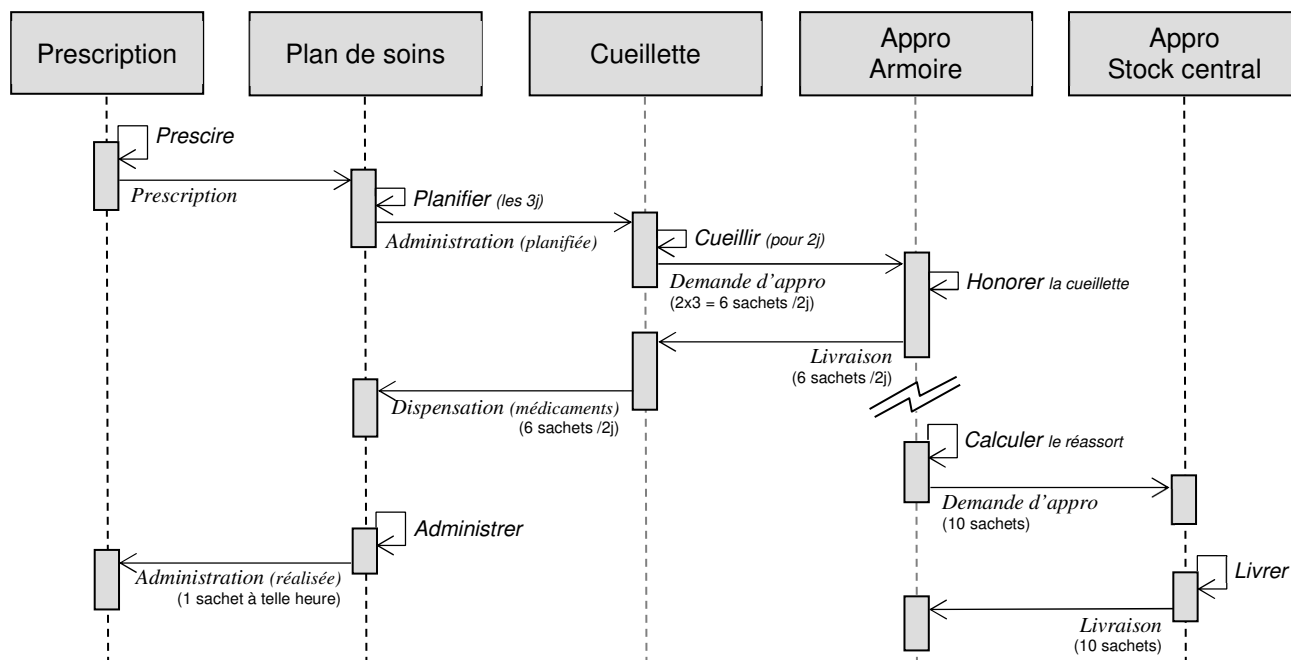 Prescription
Plan de soins
Cueillette
Appro
Armoire
Appro
Stock central
Prescire
Prescription
Planifier (les 3j)
Administration (planifiée)
Cueillir (pour 2j)
Demande d'appro
(2x3 = 6 sachets /2j)
Honorer la cueillette
Livraison
(6 sachets /2j)
Dispensation (médicaments)
(6 sachets /2j)
Calculer le réassort
Demande d'appro
(10 sachets)
Administrer
Administration (réalisée)
(1 sachet à telle heure)
Livrer
Livraison
(10 sachets)